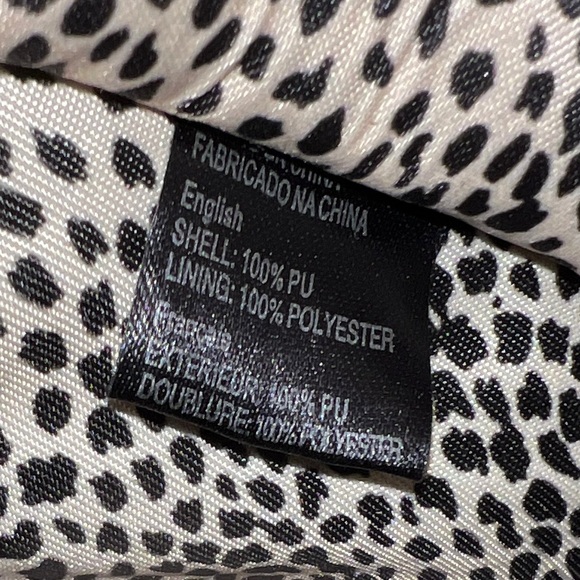 FABRICADO NA CHINA
English
SHELL: 100% PU
LINING: 100% POLYESTER
Français
EXTERIEUR: 100% PU
DOUBLURE: 100% POLYESTER